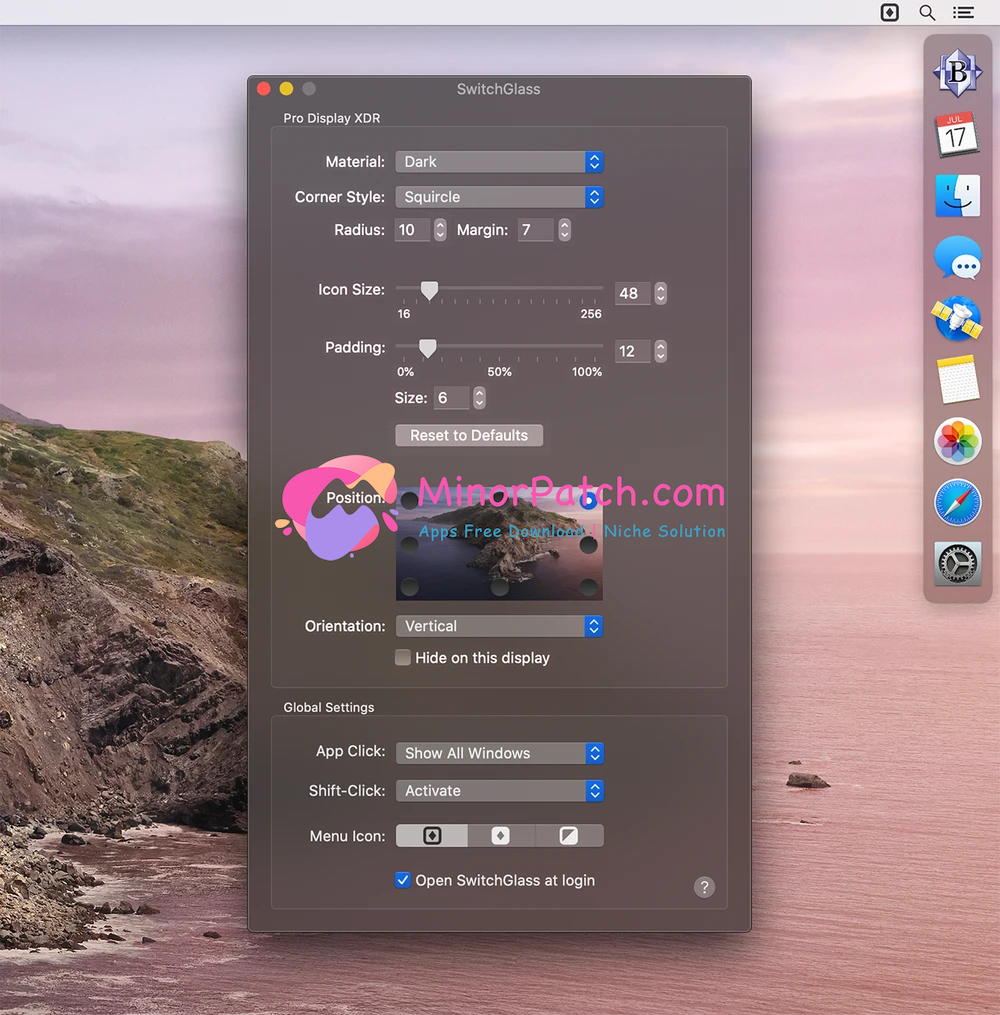 SwitchGlass
Pro Display XDR
Material: Dark
Corner Style: Squircle
Radius: 10 Margin: 7
Icon Size: 48
16 256
Padding: 12
0% 50% 100%
Size: 6
Reset to Defaults
Position:
MinorPatch.com
Apps Free Download | Niche Solution
Orientation: Vertical
Hide on this display
Global Settings
App Click: Show All Windows
Shift-Click: Activate
Menu Icon:
Open SwitchGlass at login
?
B
JUL
17